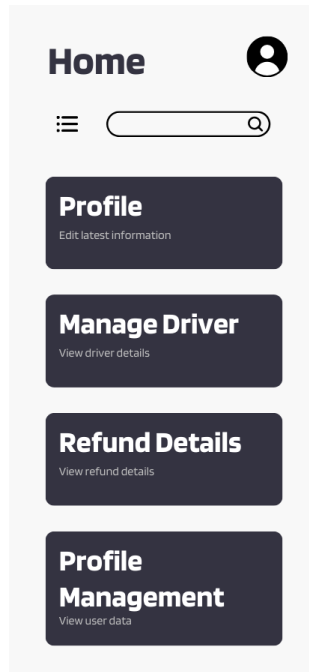 Home
Profile
Edit latest information
Manage Driver
View driver details
Refund Details
View refund details
Profile
Management
View user data